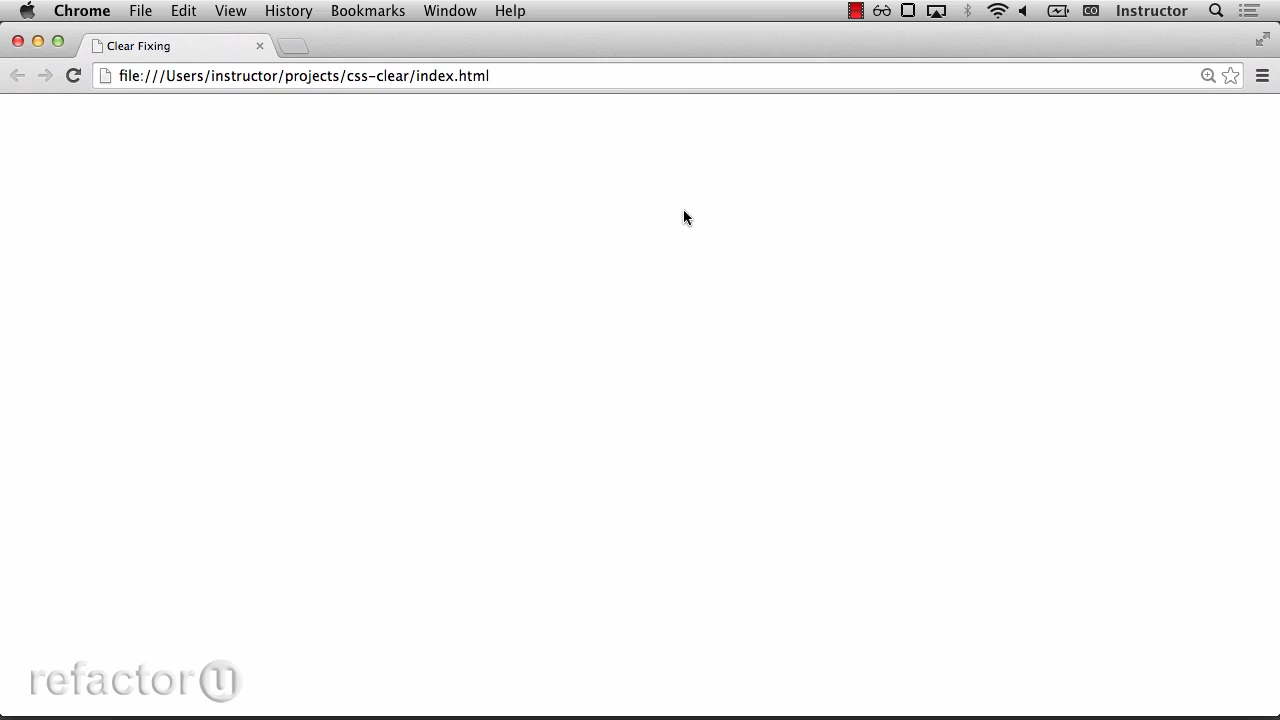 Chrome File Edit View History Bookmarks Window Help Instructor
Clear Fixing
file:///Users/instructor/projects/css-clear/index.html
refactor u